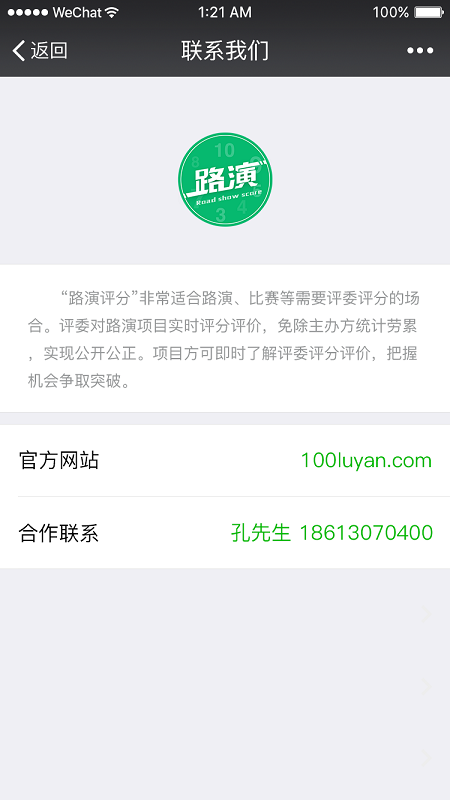 WeChat 1:21 AM 100%
返回 联系我们
10
8
9
路演
Road show score
3 4
“路演评分”非常适合路演、比赛等需要评委评分的场
合。评委对路演项目实时评分评价，免除主办方统计劳累
，实现公开公正。项目方可即时了解评委评分评价，把握
机会争取突破。
官方网站 100luyan.com
合作联系 孔先生 18613070400